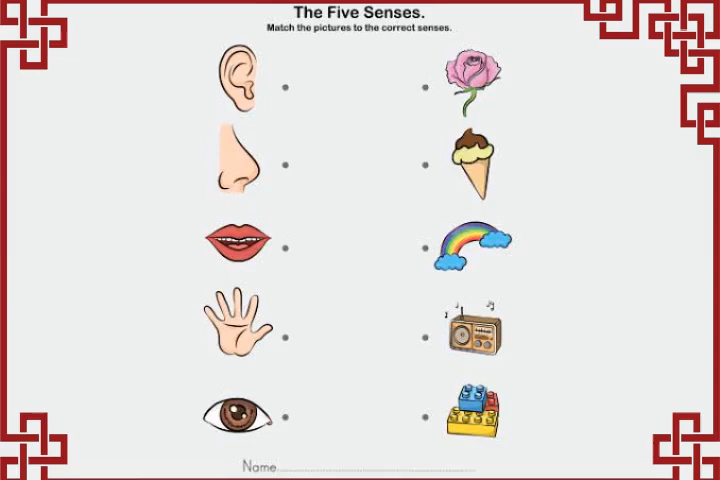 The Five Senses.
Match the pictures to the correct senses.
Name